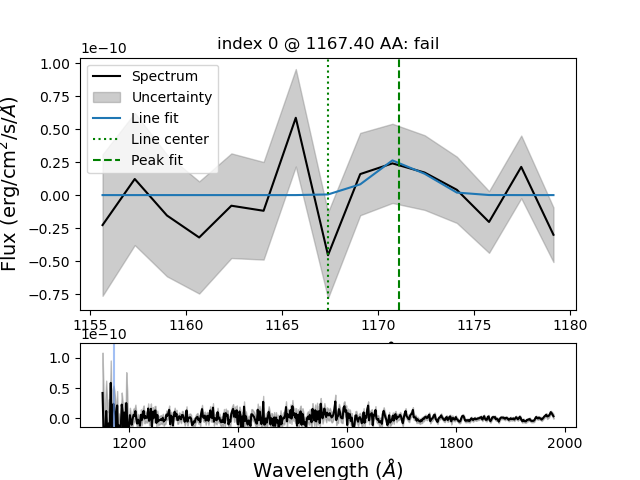 index 0 @ 1167.40 AA: fail
1e−10
1.00
0.75
0.50
0.25
0.00
−0.25
−0.50
−0.75
Flux (erg/cm²/s/Å)
Spectrum
Uncertainty
Line fit
Line center
Peak fit
1155 1160 1165 1170 1175 1180
1e−10
1.0
0.5
0.0
1200 1400 1600 1800 2000
Wavelength (Å)